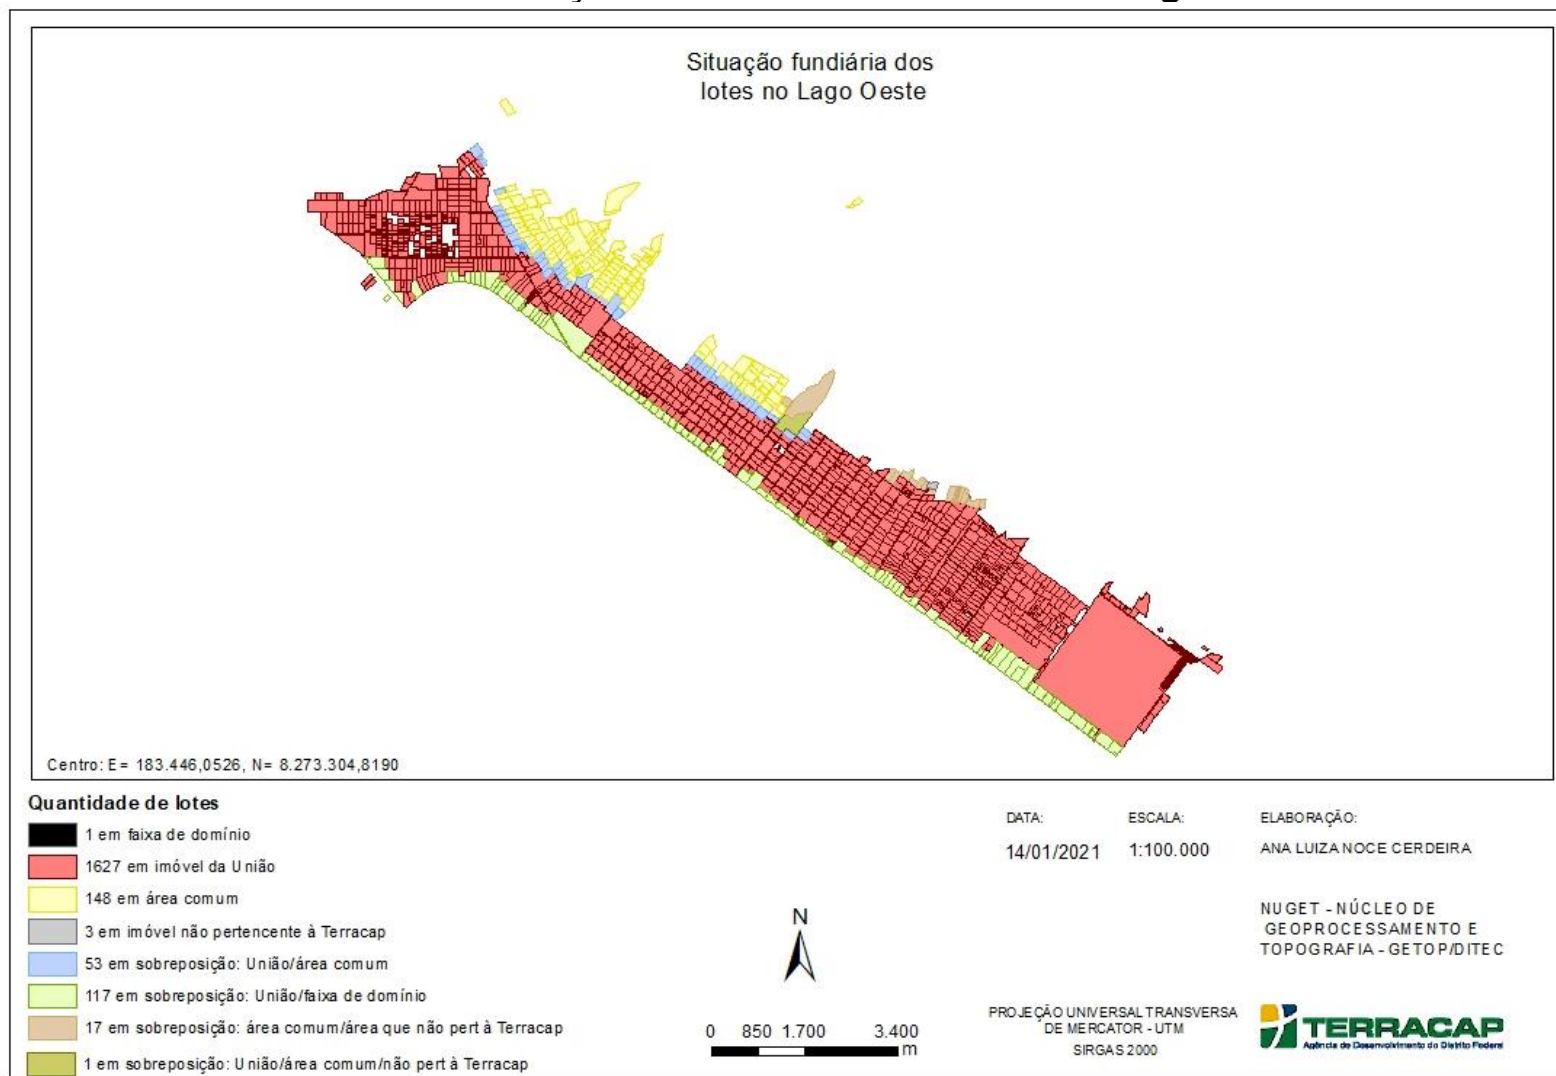 Situação fundiária dos
lotes no Lago Oeste
Centro: E= 183.446,0526, N= 8.273.304,8190
Quantidade de lotes
1 em faixa de domínio
1627 em imóvel da União
148 em área comum
3 em imóvel não pertencente à Terracap
53 em sobreposição: União/área comum
117 em sobreposição: União/faixa de domínio
17 em sobreposição: área comum/área que não pert à Terracap
1 em sobreposição: União/área comum/não pert à Terracap
N
0 850 1.700 3.400
m
DATA:
14/01/2021
ESCALA:
1:100.000
ELABORAÇÃO:
ANA LUIZA NOCE CERDEIRA
NUGET - NÚCLEO DE
GEOPROCESSAMENTO E
TOPOGRAFIA - GETOP/DITEC
PROJEÇÃO UNIVERSAL TRANSVERSA
DE MERCATOR - UTM
SIRGAS 2000
TERRACAP
Agência de Desenvolvimento do Distrito Federal